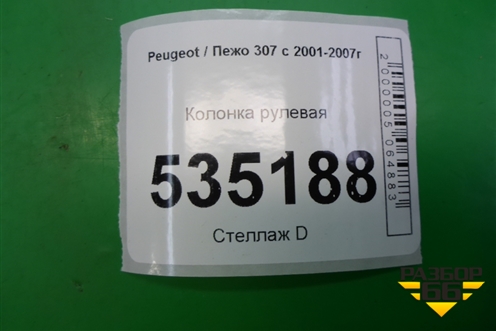 Peugeot / Пежо 307 с 2001-2007г
Колонка рулевая
535188
Стеллаж D
2000005064883
РАЗБОР
66